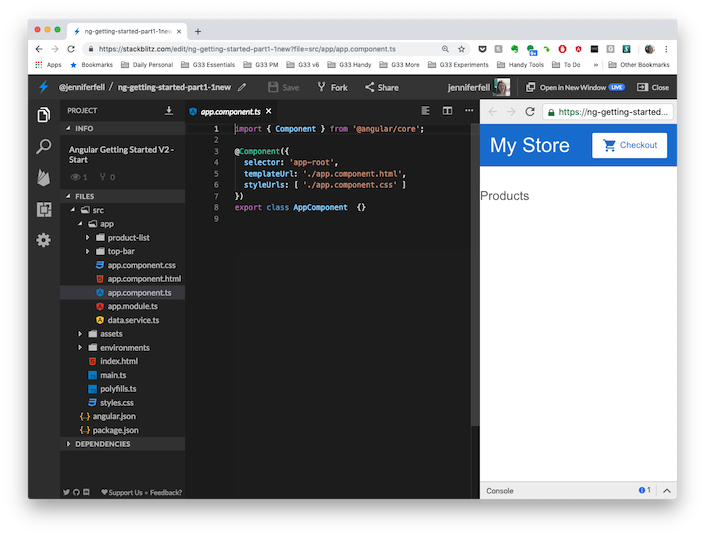 ng-getting-started-part1-1new
https://stackblitz.com/edit/ng-getting-started-part1-1new?file=src/app/app.component.ts
Apps Bookmarks Daily Personal G33 Essentials G33 PM G33 v6 G33 Handy G33 More G33 Experiments Handy Tools To Do » Other Bookmarks
@jenniferfell / ng-getting-started-part1-1new Save Fork Share jenniferfell Open in New Window LIVE Close
PROJECT
INFO
Angular Getting Started V2 -
Start
1 0
FILES
src
app
product-list
top-bar
app.component.css
app.component.html
app.component.ts
app.module.ts
data.service.ts
assets
environments
index.html
main.ts
polyfills.ts
styles.css
angular.json
package.json
DEPENDENCIES
Support Us » Feedback?
app.component.ts
1 import { Component } from '@angular/core';
2
3 @Component({
4 selector: 'app-root',
5 templateUrl: './app.component.html',
6 styleUrls: [ './app.component.css' ]
7 })
8 export class AppComponent {}
9
https://ng-getting-started...
My Store
Checkout
Products
Console 1